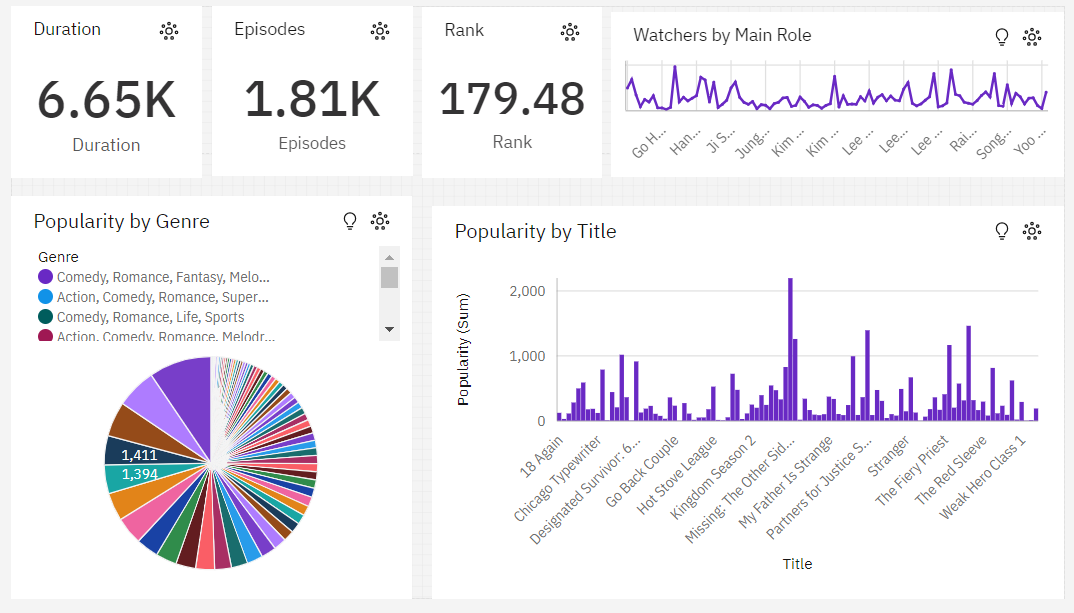 Duration
6.65K
Duration
Episodes
1.81K
Episodes
Rank
179.48
Rank
Watchers by Main Role
Go H...
Han...
Ji S...
Jung...
Kim ...
Kim ...
Lee ...
Lee...
Lee ...
Rai...
Song...
Yoo ...
Popularity by Genre
Genre
Comedy, Romance, Fantasy, Melo...
Action, Comedy, Romance, Super...
Comedy, Romance, Life, Sports
Action, Comedy, Romance, Melodr...
1,411
1,394
Popularity by Title
Popularity (Sum)
2,000
1,000
0
18 Again
Chicago Typewriter
Designated Survivor: 6...
Go Back Couple
Hot Stove League
Kingdom Season 2
Missing: The Other Sid...
My Father Is Strange
Partners for Justice S...
Stranger
The Fiery Priest
The Red Sleeve
Weak Hero Class 1
Title